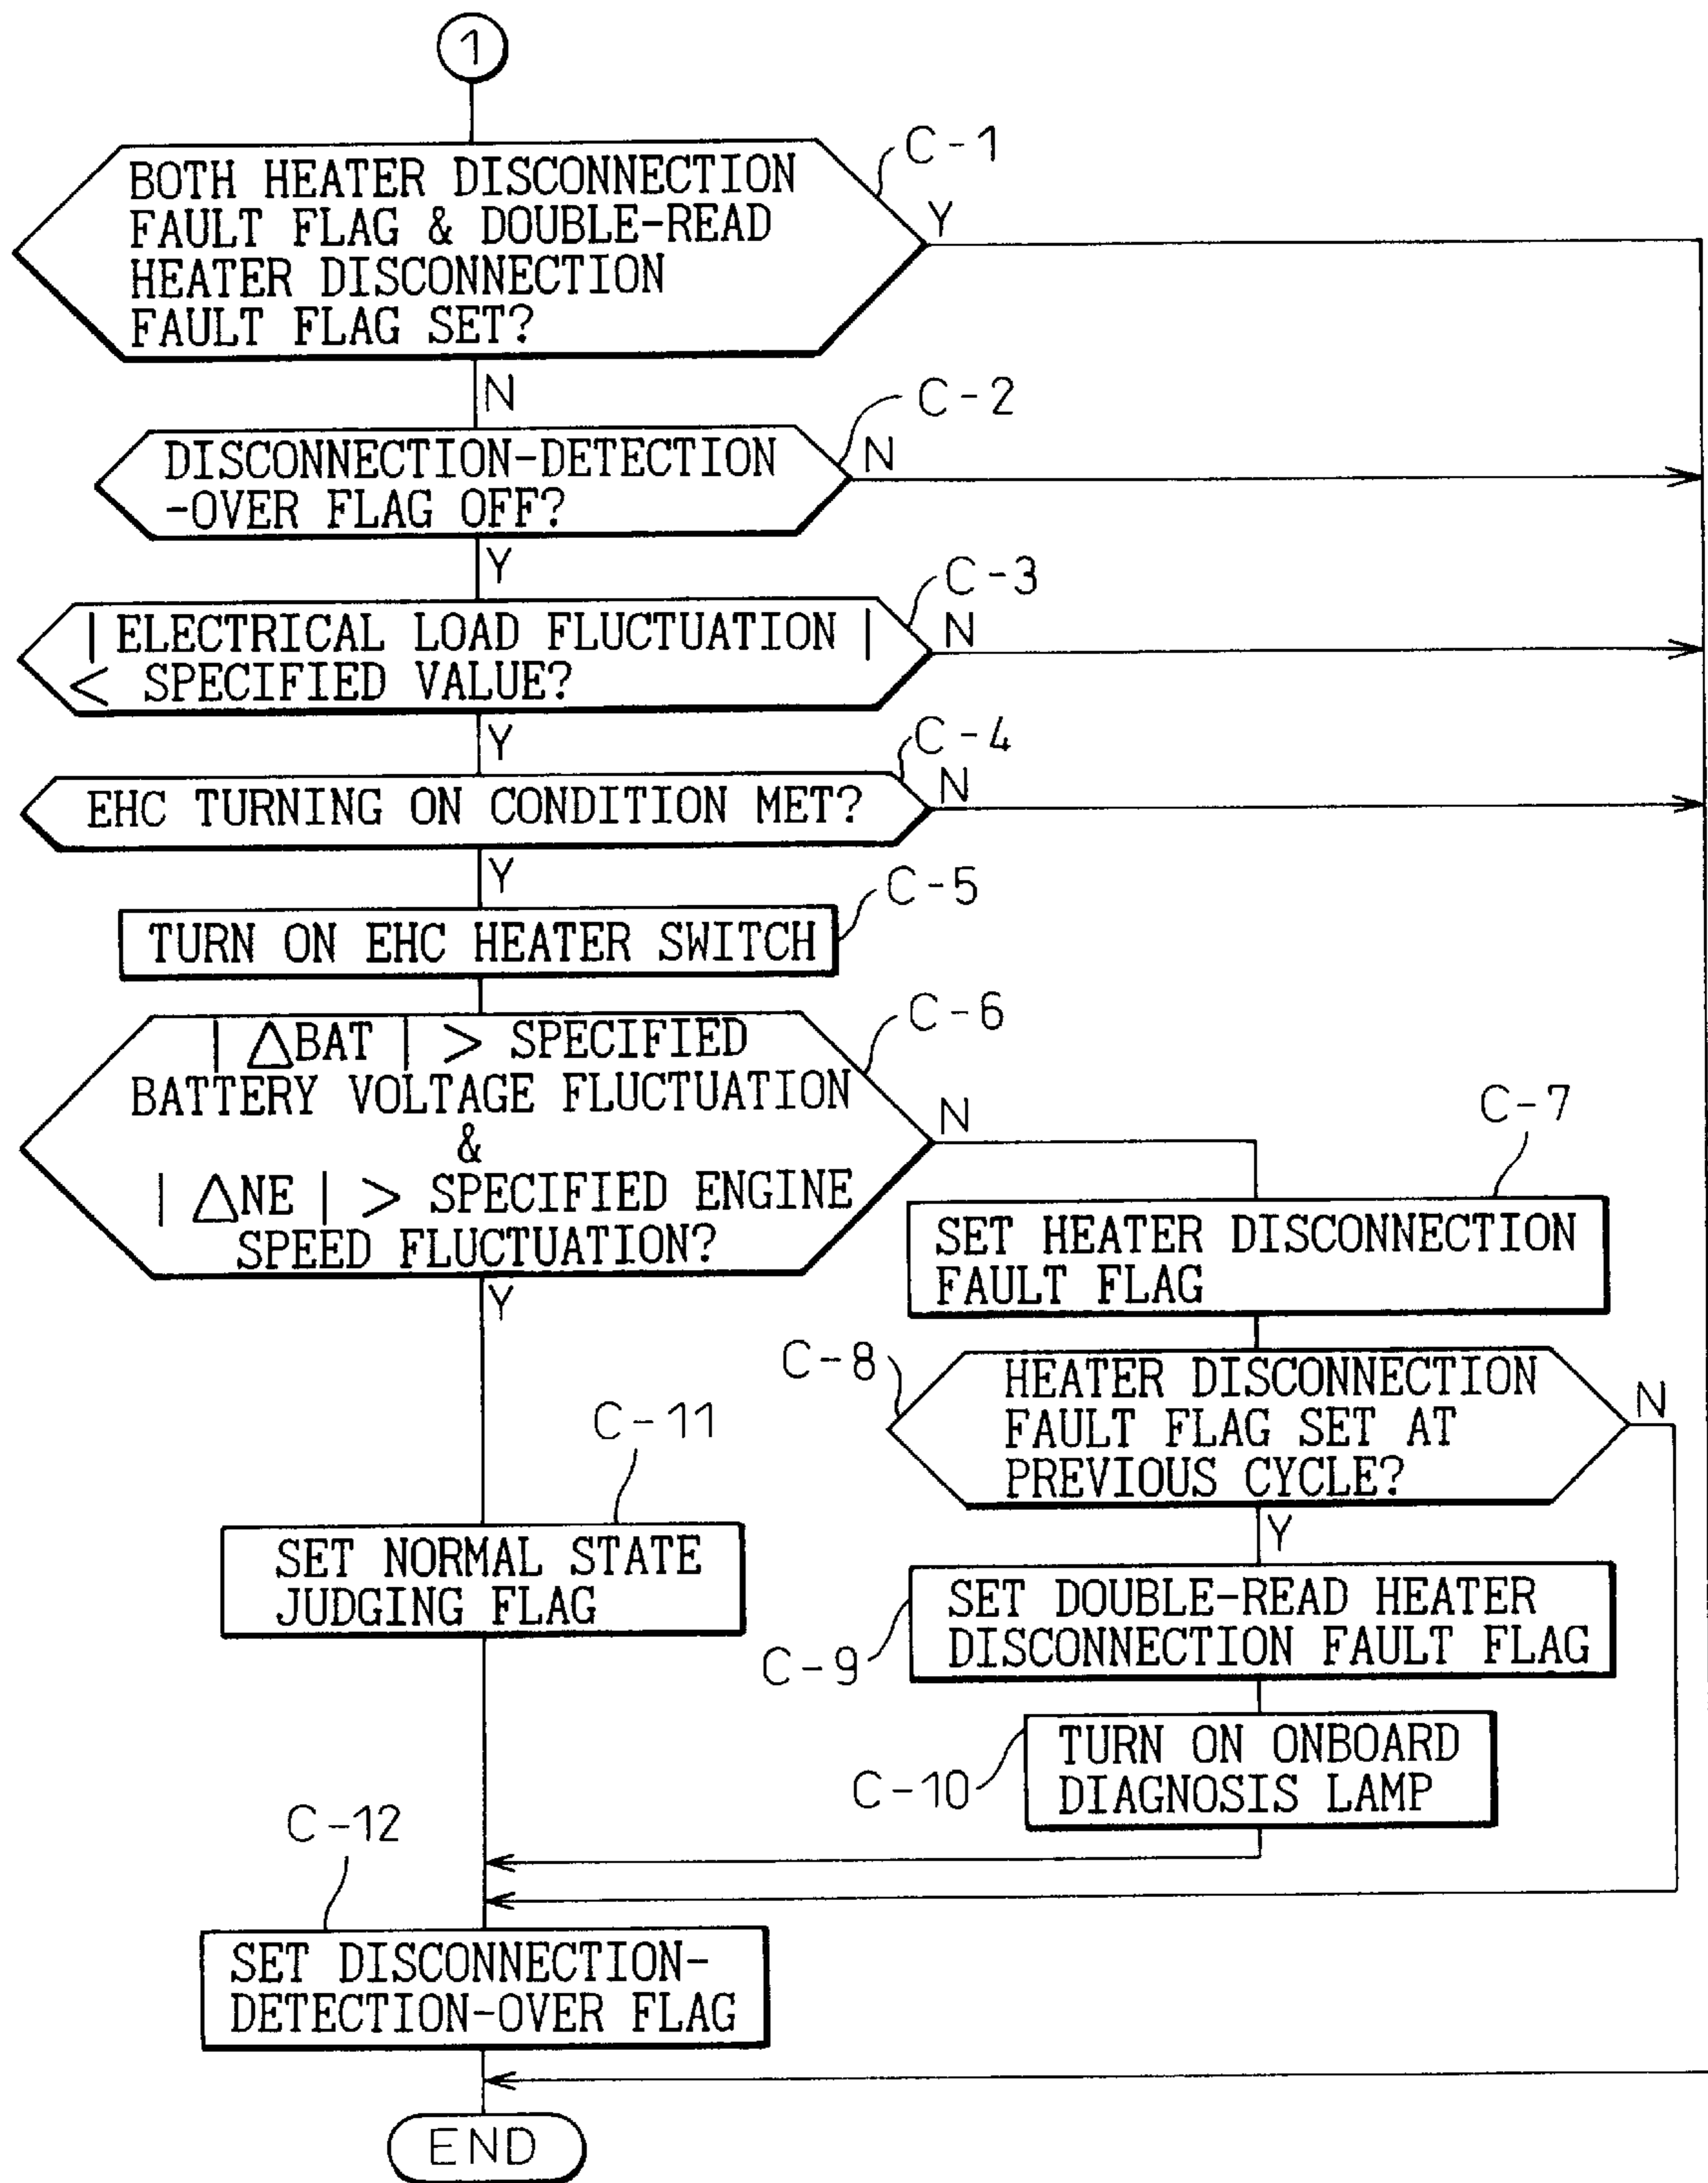 1
C-1
BOTH HEATER DISCONNECTION
FAULT FLAG & DOUBLE-READ
HEATER DISCONNECTION
FAULT FLAG SET?
Y
N
C-2
DISCONNECTION-DETECTION
-OVER FLAG OFF?
N
Y
C-3
| ELECTRICAL LOAD FLUCTUATION |
< SPECIFIED VALUE?
N
Y
C-4
EHC TURNING ON CONDITION MET?
N
Y
C-5
TURN ON EHC HEATER SWITCH
C-6
| △BAT | > SPECIFIED
BATTERY VOLTAGE FLUCTUATION
&
| △NE | > SPECIFIED ENGINE
SPEED FLUCTUATION?
N
Y
C-7
SET HEATER DISCONNECTION
FAULT FLAG
C-8
HEATER DISCONNECTION
FAULT FLAG SET AT
PREVIOUS CYCLE?
N
Y
C-11
SET NORMAL STATE
JUDGING FLAG
C-9
SET DOUBLE-READ HEATER
DISCONNECTION FAULT FLAG
C-10
TURN ON ONBOARD
DIAGNOSIS LAMP
C-12
SET DISCONNECTION-
DETECTION-OVER FLAG
END